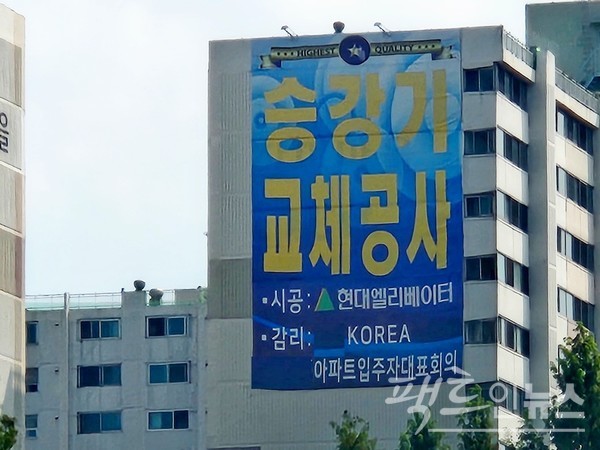 HIGHEST QUALITY
승강기
교체공사
▪시공: 현대엘리베이터
▪감리: KOREA
아파트입주자대표회의
팩트인뉴스
을